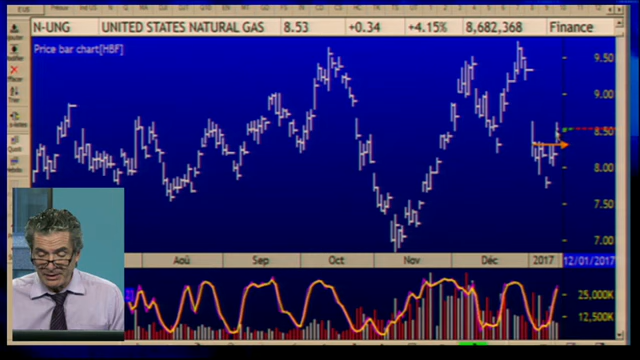 EUS
N-UNG UNITED STATES NATURAL GAS 8.53 +0.34 +4.15% 8,682,368 Finance
Price bar chart[HBF]
9.50
9.00
8.50
8.00
7.50
7.00
Aoû Sep Oct Nov Déc 2017 12/01/2017
25,000K
12,500K